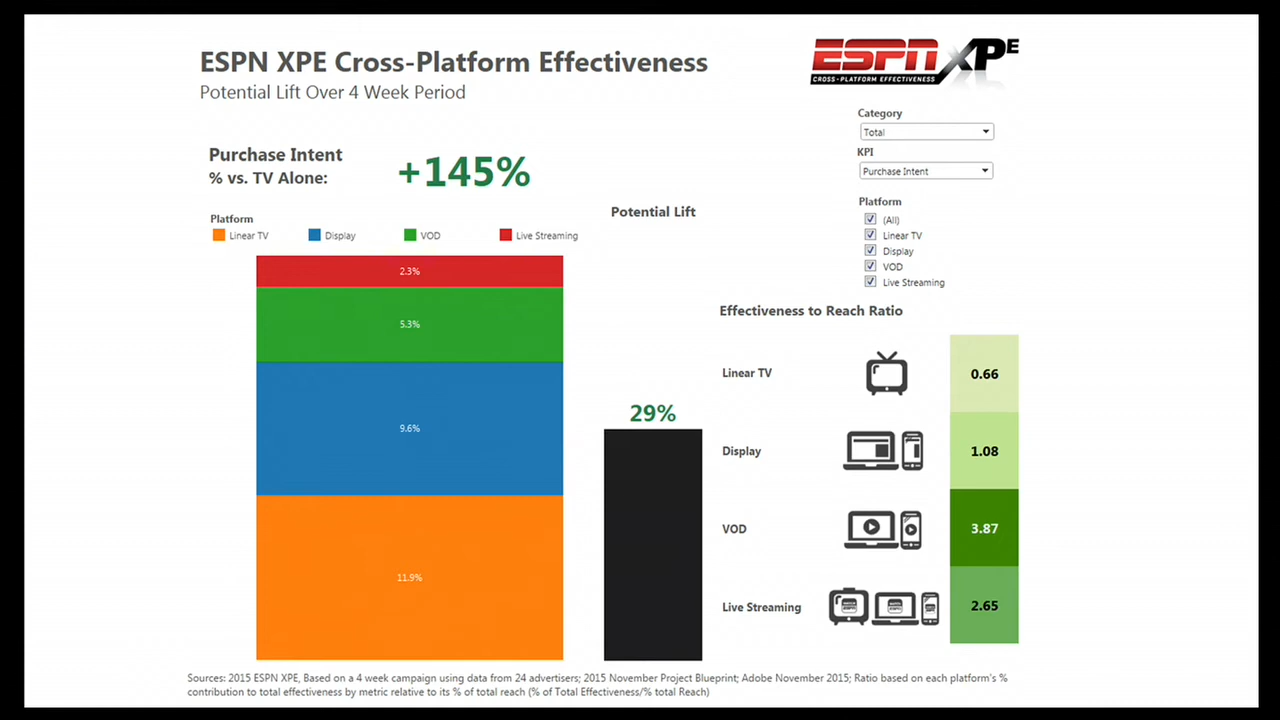 ESPN XPE Cross-Platform Effectiveness
Potential Lift Over 4 Week Period
ESPN XPE
CROSS-PLATFORM EFFECTIVENESS
Category
Total
KPI
Purchase Intent
Platform
(All)
Linear TV
Display
VOD
Live Streaming
Purchase Intent
% vs. TV Alone:
+145%
Platform
Linear TV Display VOD Live Streaming
2.3%
5.3%
9.6%
11.9%
Potential Lift
29%
Effectiveness to Reach Ratio
Linear TV 0.66
Display 1.08
VOD 3.87
Live Streaming 2.65
Sources: 2015 ESPN XPE, Based on a 4 week campaign using data from 24 advertisers; 2015 November Project Blueprint; Adobe November 2015; Ratio based on each platform's %
contribution to total effectiveness by metric relative to its % of total reach (% of Total Effectiveness/% total Reach)